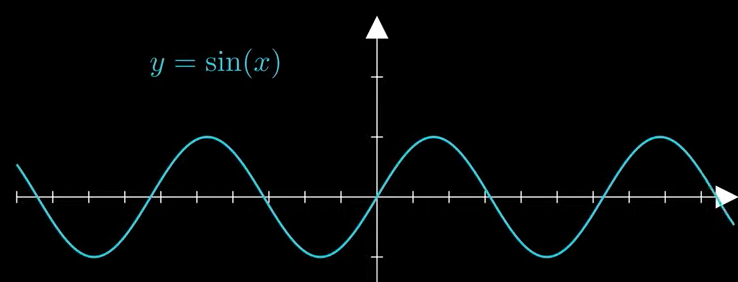 y = sin(x)